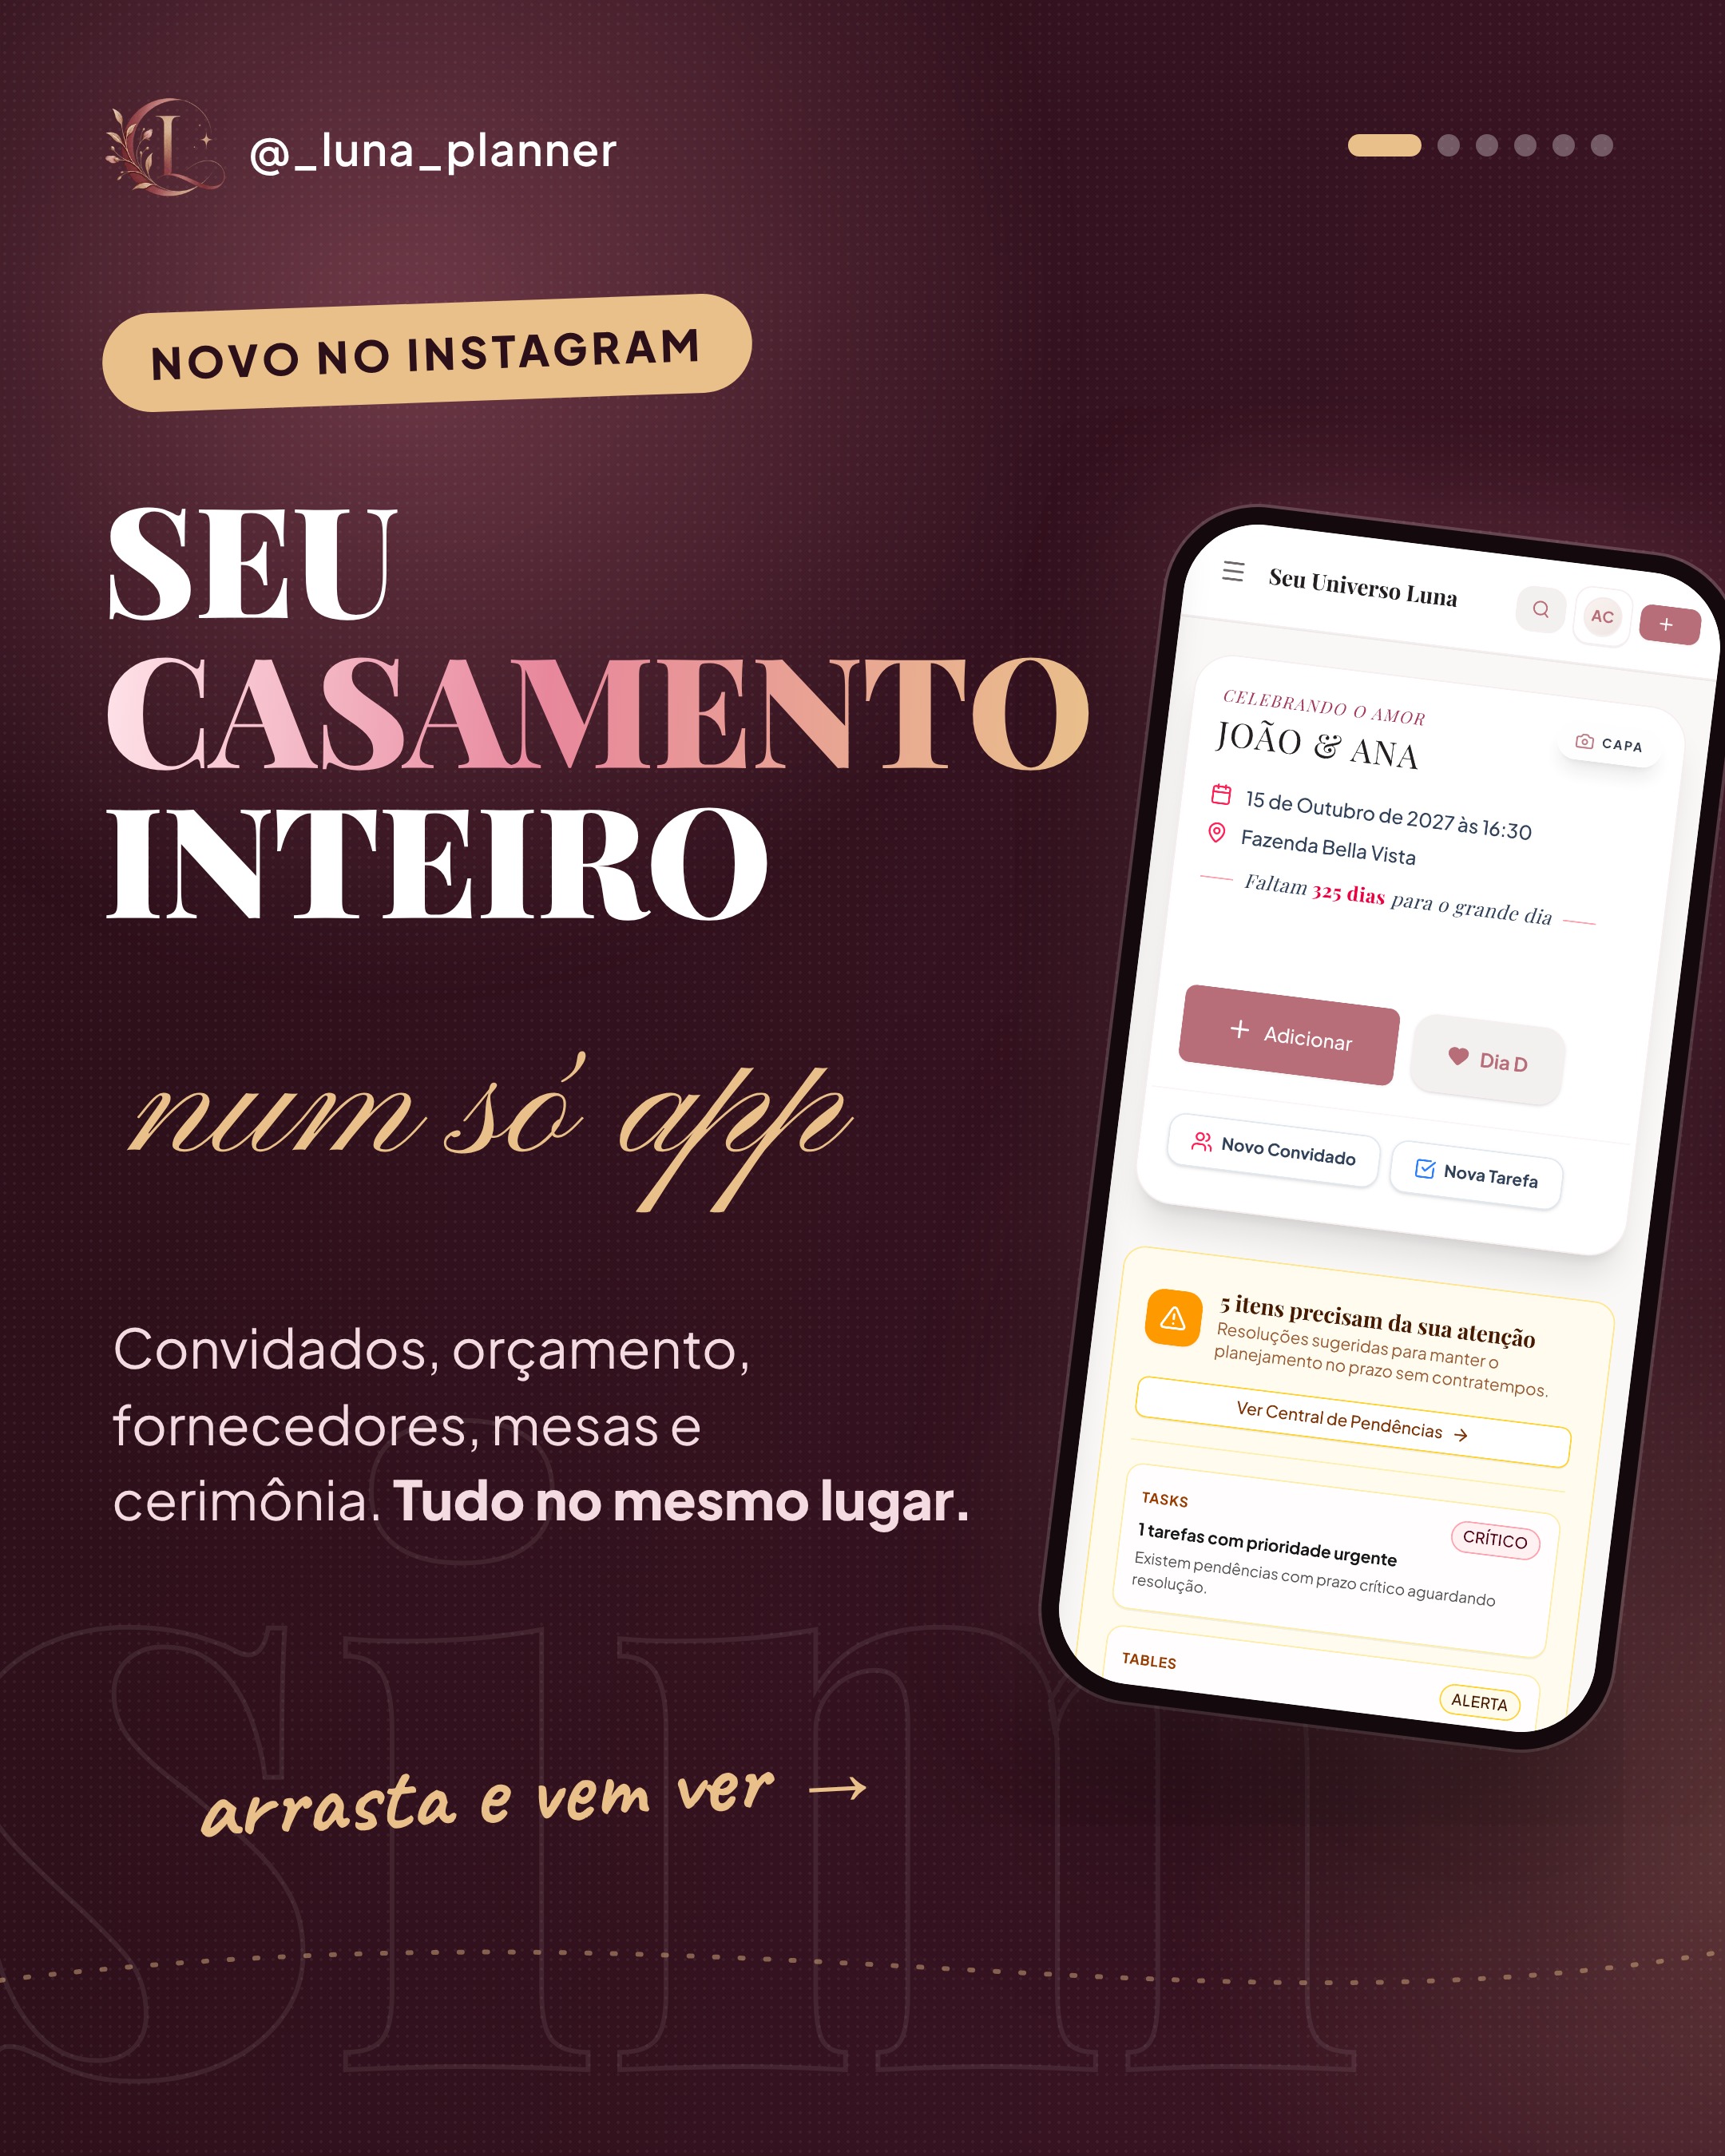 L
@_luna_planner
NOVO NO INSTAGRAM
SEU
CASAMENTO
INTEIRO
num só app
Convidados, orçamento,
fornecedores, mesas e
cerimônia. Tudo no mesmo lugar.
arrasta e vem ver →
sim
Seu Universo Luna
AC
+
CELEBRANDO O AMOR
JOÃO & ANA
CAPA
15 de Outubro de 2027 às 16:30
Fazenda Bella Vista
Faltam 325 dias para o grande dia
+ Adicionar
Dia D
Novo Convidado
Nova Tarefa
5 itens precisam da sua atenção
Resoluções sugeridas para manter o
planejamento no prazo sem contratempos.
Ver Central de Pendências →
TASKS
CRÍTICO
1 tarefas com prioridade urgente
Existem pendências com prazo crítico aguardando
resolução.
TABLES
ALERTA